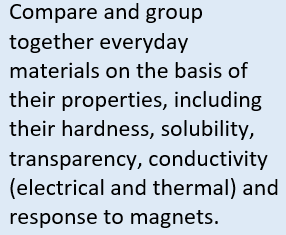 Compare and group
together everyday
materials on the basis of
their properties, including
their hardness, solubility,
transparency, conductivity
(electrical and thermal) and
response to magnets.